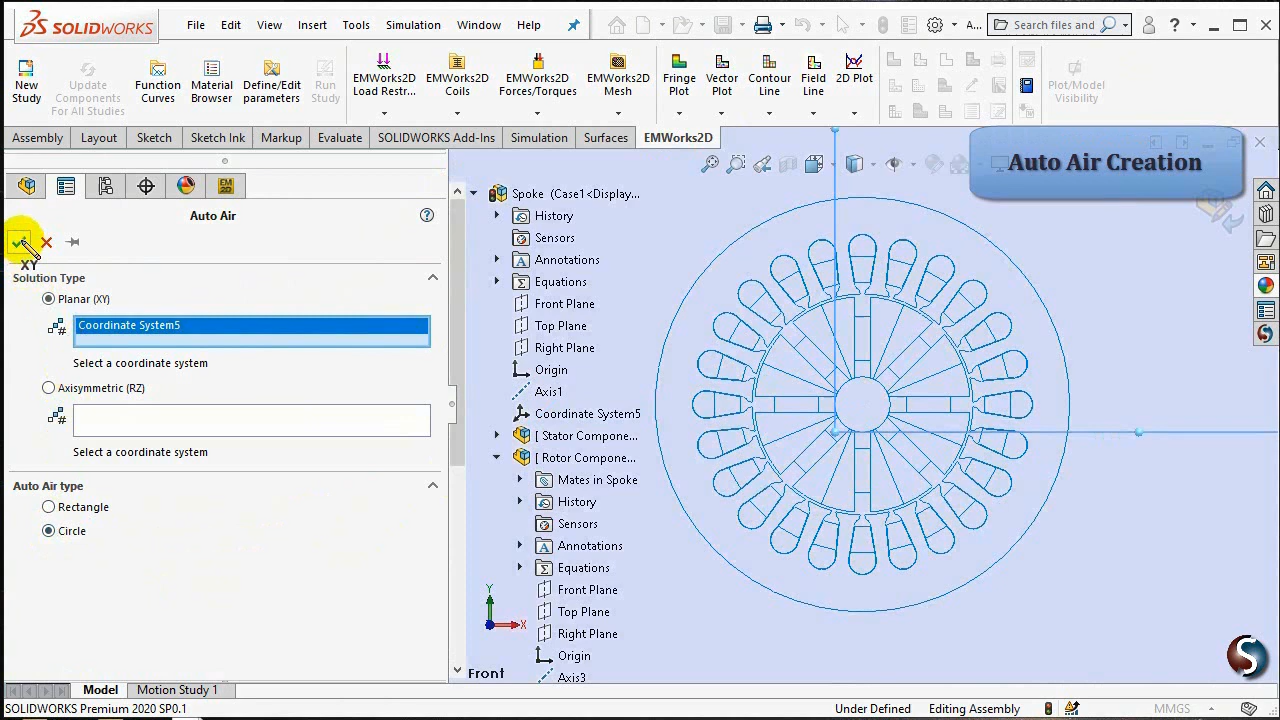 SOLIDWORKS
File Edit View Insert Tools Simulation Window Help
A...
Search files and
?
New Study
Update Components For All Studies
Function Curves
Material Browser
Define/Edit parameters
Run Study
EMWorks2D Loads Restr...
EMWorks2D Coils
EMWorks2D Forces/Torques
EMWorks2D Mesh
Fringe Plot
Vector Plot
Contour Line
Field Line
2D Plot
Plot/Model Visibility
Assembly Layout Sketch Sketch Ink Markup Evaluate SOLIDWORKS Add-Ins Simulation Surfaces EMWorks2D
Auto Air Creation
Auto Air
XY
Solution Type
Planar (XY)
Coordinate System5
Select a coordinate system
Axisymmetric (RZ)
Select a coordinate system
Auto Air type
Rectangle
Circle
Spoke (Case1<Display...
History
Sensors
Annotations
Equations
Front Plane
Top Plane
Right Plane
Origin
Axis1
Coordinate System5
[ Stator Compone...
[ Rotor Compone...
Mates in Spoke
History
Sensors
Annotations
Equations
Front Plane
Top Plane
Right Plane
Origin
Axis3
Y
X
Front
Model Motion Study 1
SOLIDWORKS Premium 2020 SP0.1
Under Defined Editing Assembly MMGS